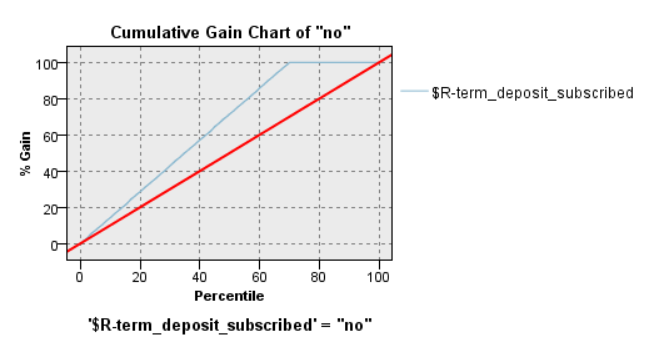 Cumulative Gain Chart of "no"
100
80
60
40
20
0
% Gain
$R-term_deposit_subscribed
0 20 40 60 80 100
Percentile
'$R-term_deposit_subscribed' = "no"